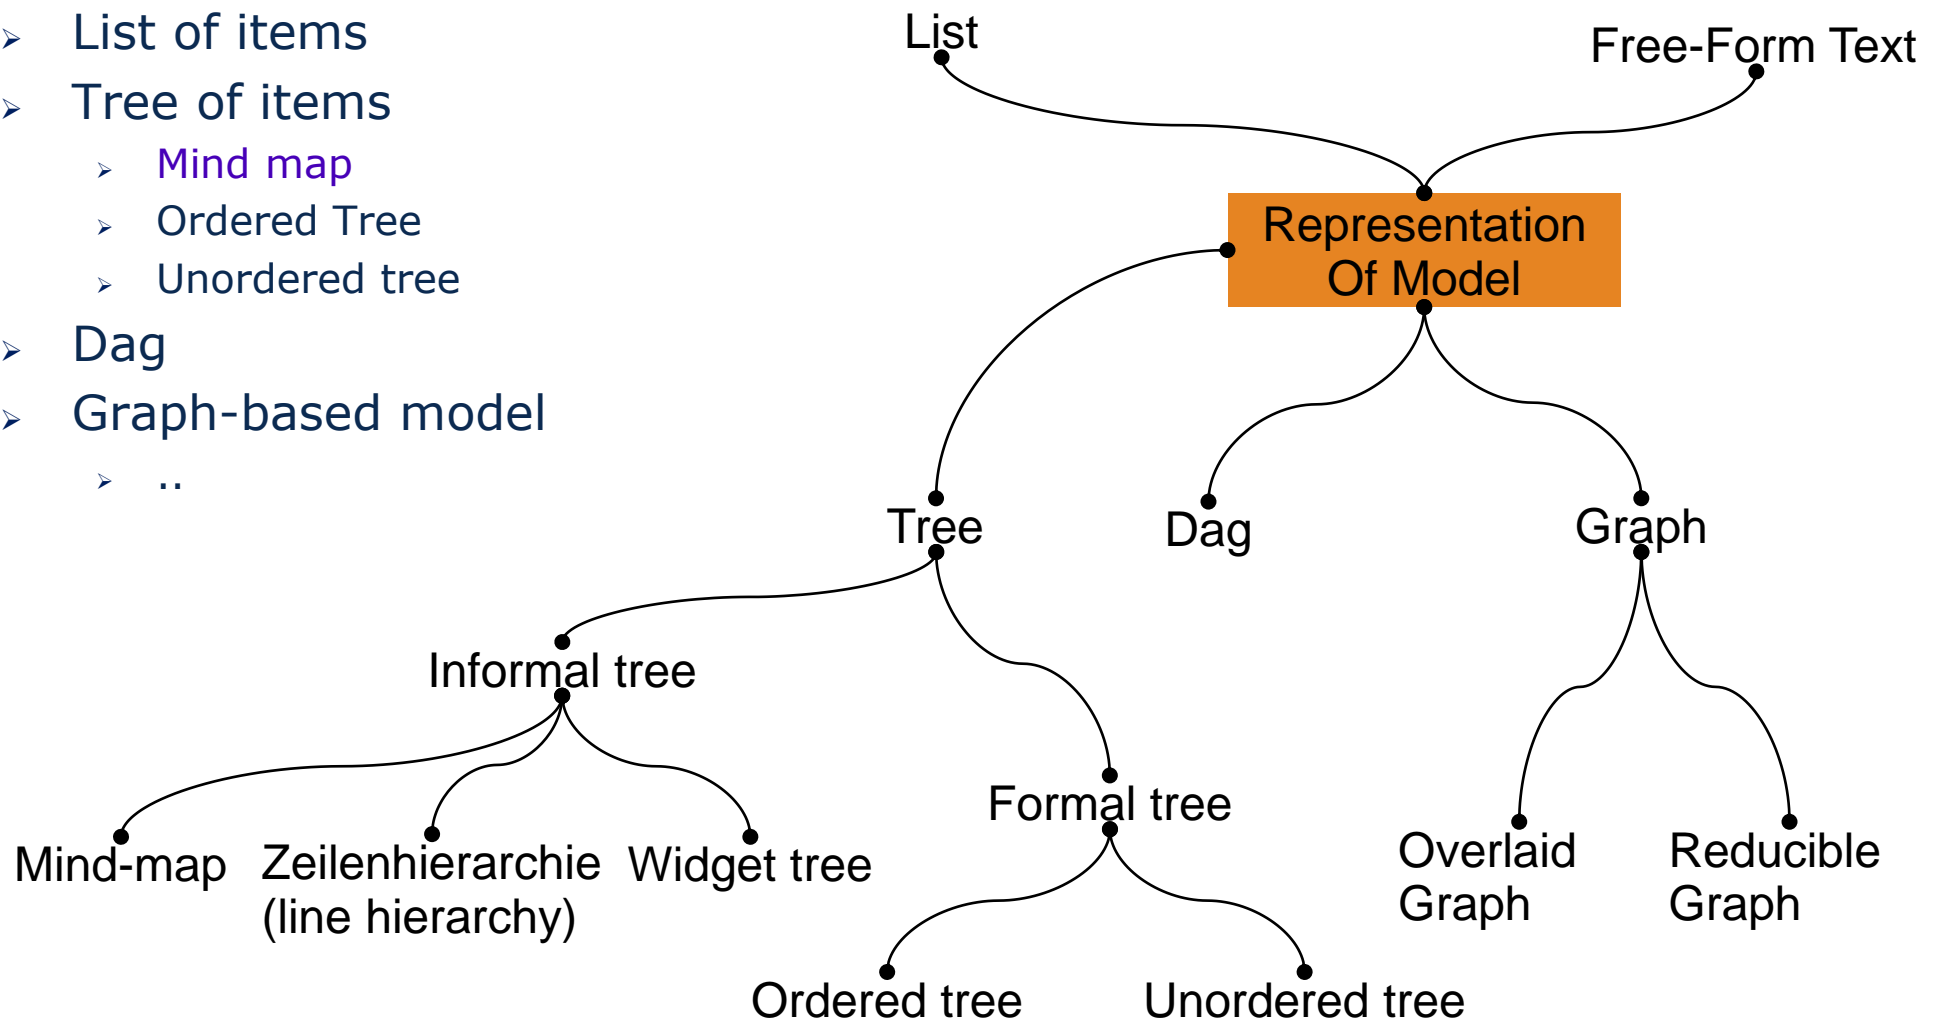 List of items
Tree of items
Mind map
Ordered Tree
Unordered tree
Dag
Graph-based model
..
List
Free-Form Text
Representation
Of Model
Tree
Dag
Graph
Informal tree
Formal tree
Mind-map
Zeilenhierarchie
(line hierarchy)
Widget tree
Overlaid
Graph
Reducible
Graph
Ordered tree
Unordered tree